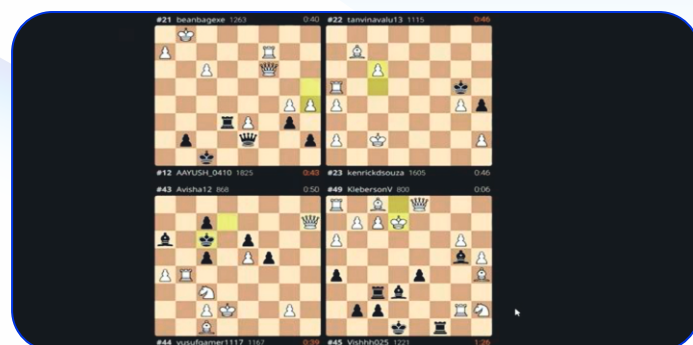 #21 beanbagexe 1263 0:40
#22 tanvinavalu13 1115 0:46
#12 AAYUSH_0410 1825 0:43
#23 kenrickdsouza 1605 0:46
#43 Avisha12 868 0:50
#49 KlebersonV 800 0:06
#44 yusufgamer1117 1167 0:39
#45 Vishhh025 1221 1:26